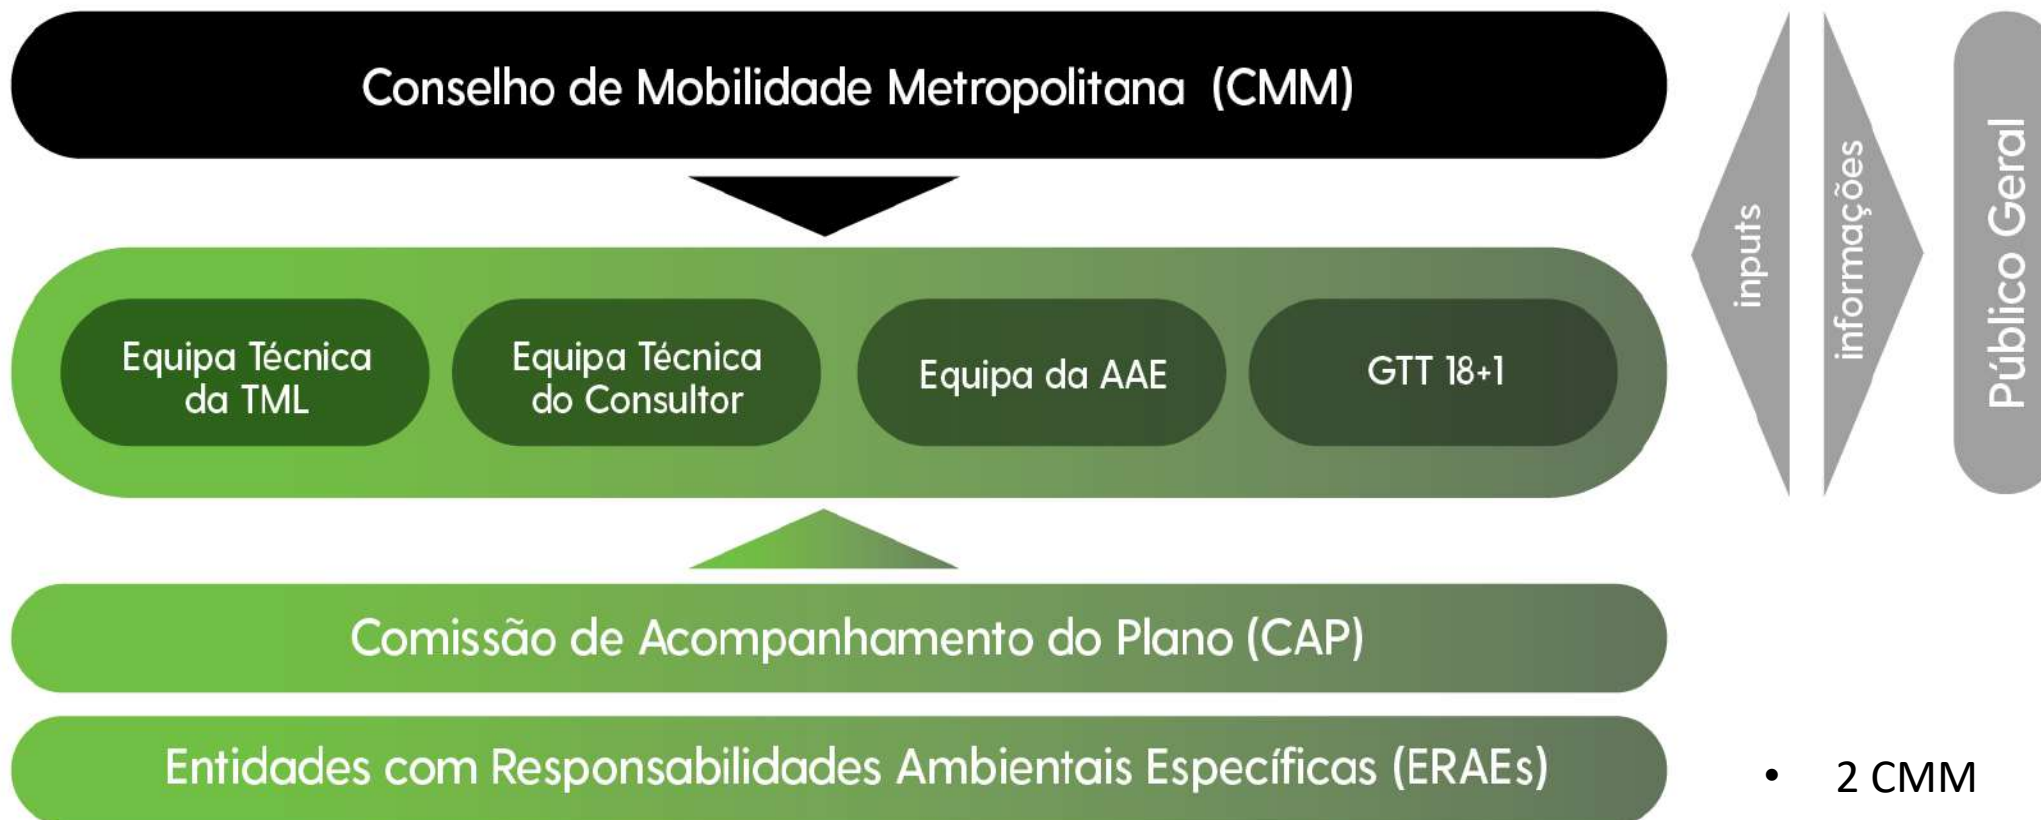 Conselho de Mobilidade Metropolitana (CMM)
Equipa Técnica
da TML
Equipa Técnica
do Consultor
Equipa da AAE
GTT 18+1
Comissão de Acompanhamento do Plano (CAP)
Entidades com Responsabilidades Ambientais Específicas (ERAEs)
inputs
informações
Público Geral
• 2 CMM